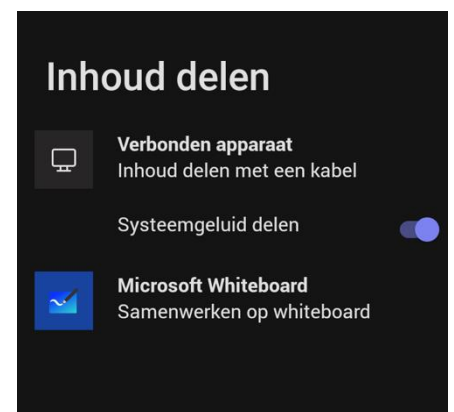 Inhoud delen
Verbonden apparaat
Inhoud delen met een kabel
Systeemgeluid delen
Microsoft Whiteboard
Samenwerken op whiteboard